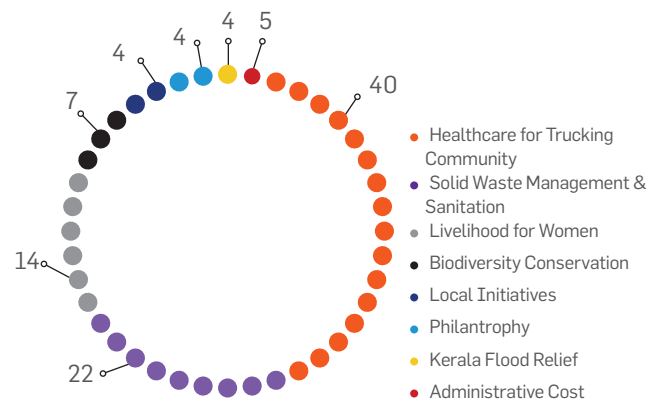 4
4
4
5
40
7
14
22
Healthcare for Trucking
Community
Solid Waste Management &
Sanitation
Livelihood for Women
Biodiversity Conservation
Local Initiatives
Philantrophy
Kerala Flood Relief
Administrative Cost